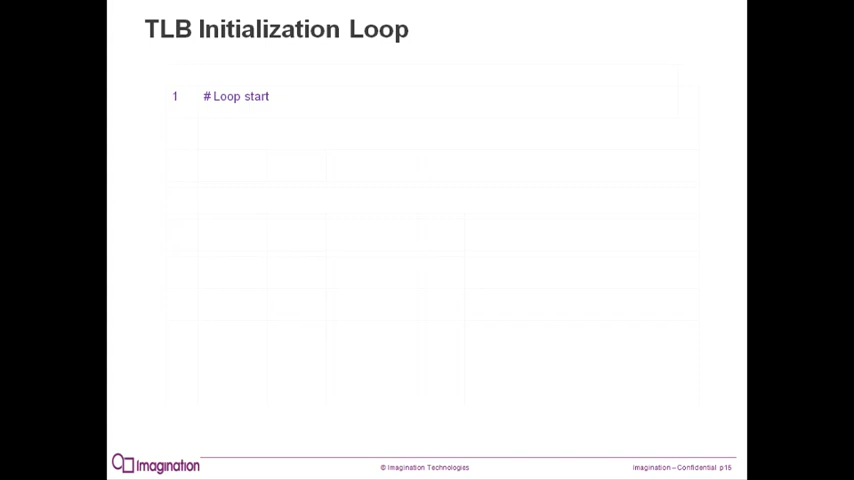 TLB Initialization Loop
1 # Loop start
Imagination
© Imagination Technologies
Imagination – Confidential p15